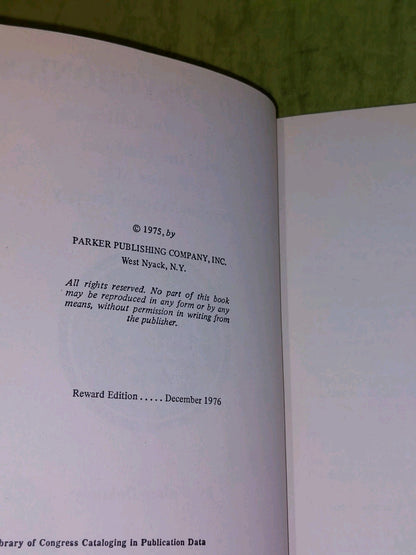 © 1975, by
PARKER PUBLISHING COMPANY, INC.
West Nyack, N.Y.
All rights reserved. No part of this book
may be reproduced in any form or by any
means, without permission in writing from
the publisher.
Reward Edition ..... December 1976
of Congress Cataloging in Publication Data